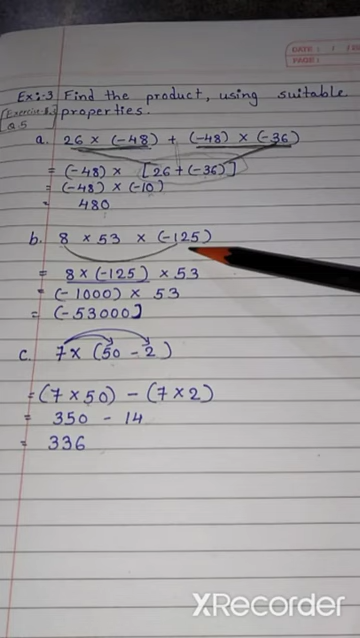 DATE : / / 20
PAGE :
Ex:-3 Find the product, using suitable
properties.
Q.5
a. 26 × (-48) + (-48) × (-36)
= (-48) × [26 + (-36)]
= (-48) × (-10)
= 480
b. 8 × 53 × (-125)
= 8 × (-125) × 53
= (-1000) × 53
= (-53000]
c. 7 × (50 - 2)
= (7 × 50) - (7 × 2)
= 350 - 14
= 336
XRecorder